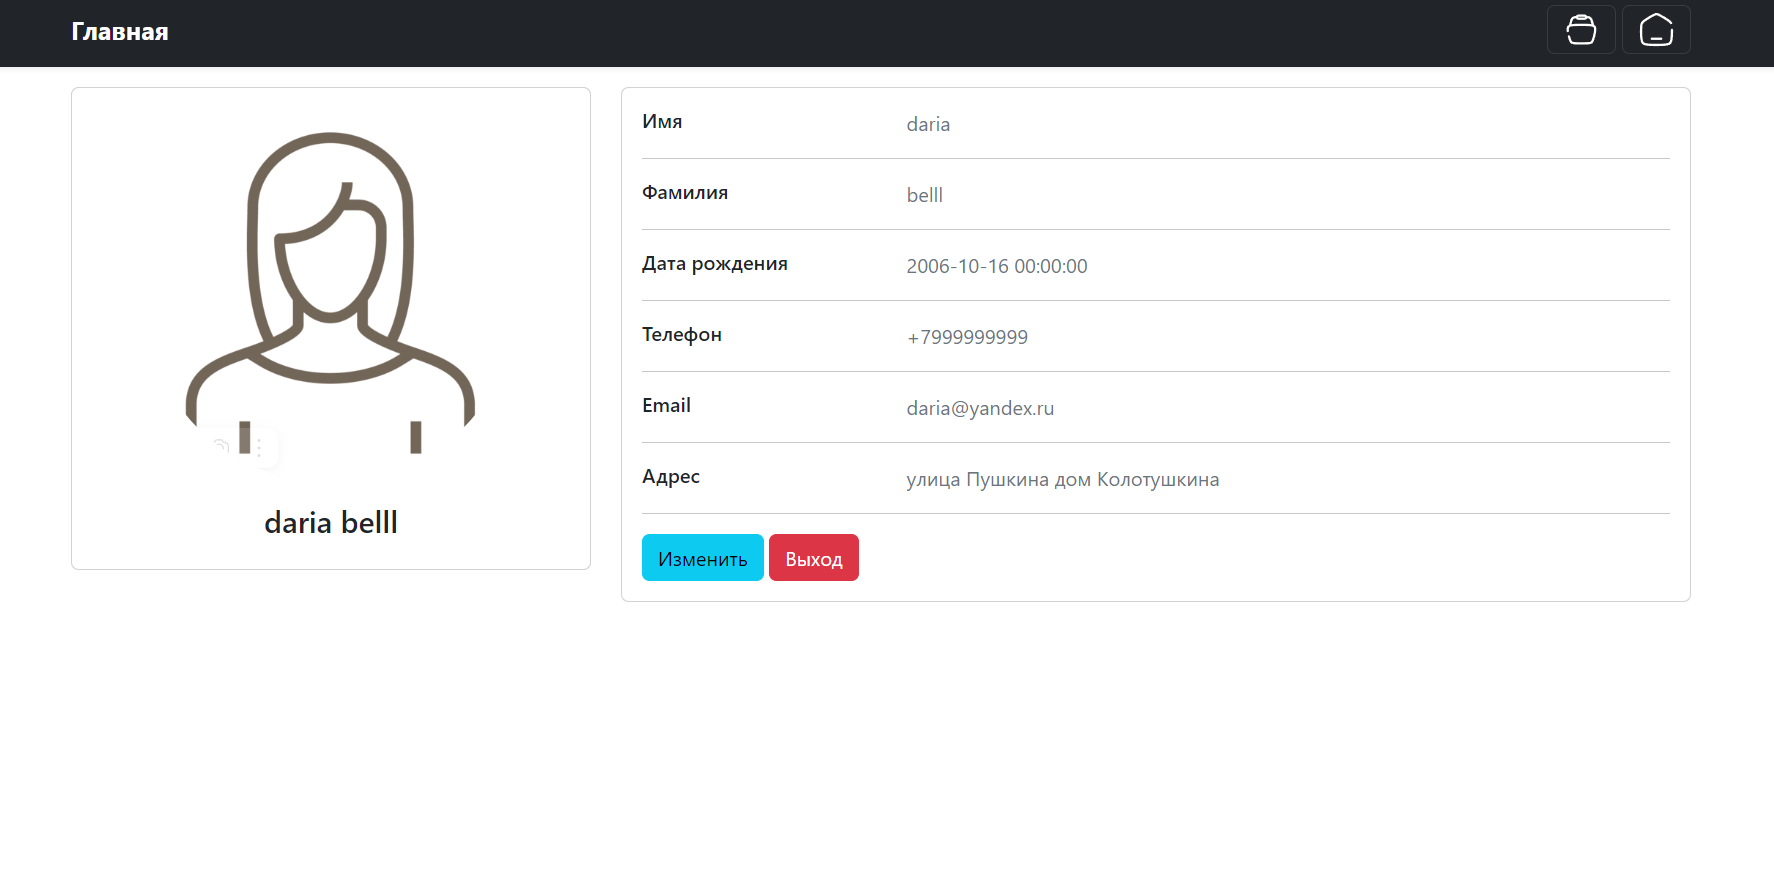 Главная
daria belll
Имя daria
Фамилия belll
Дата рождения 2006-10-16 00:00:00
Телефон +7999999999
Email daria@yandex.ru
Адрес улица Пушкина дом Колотушкина
Изменить Выход